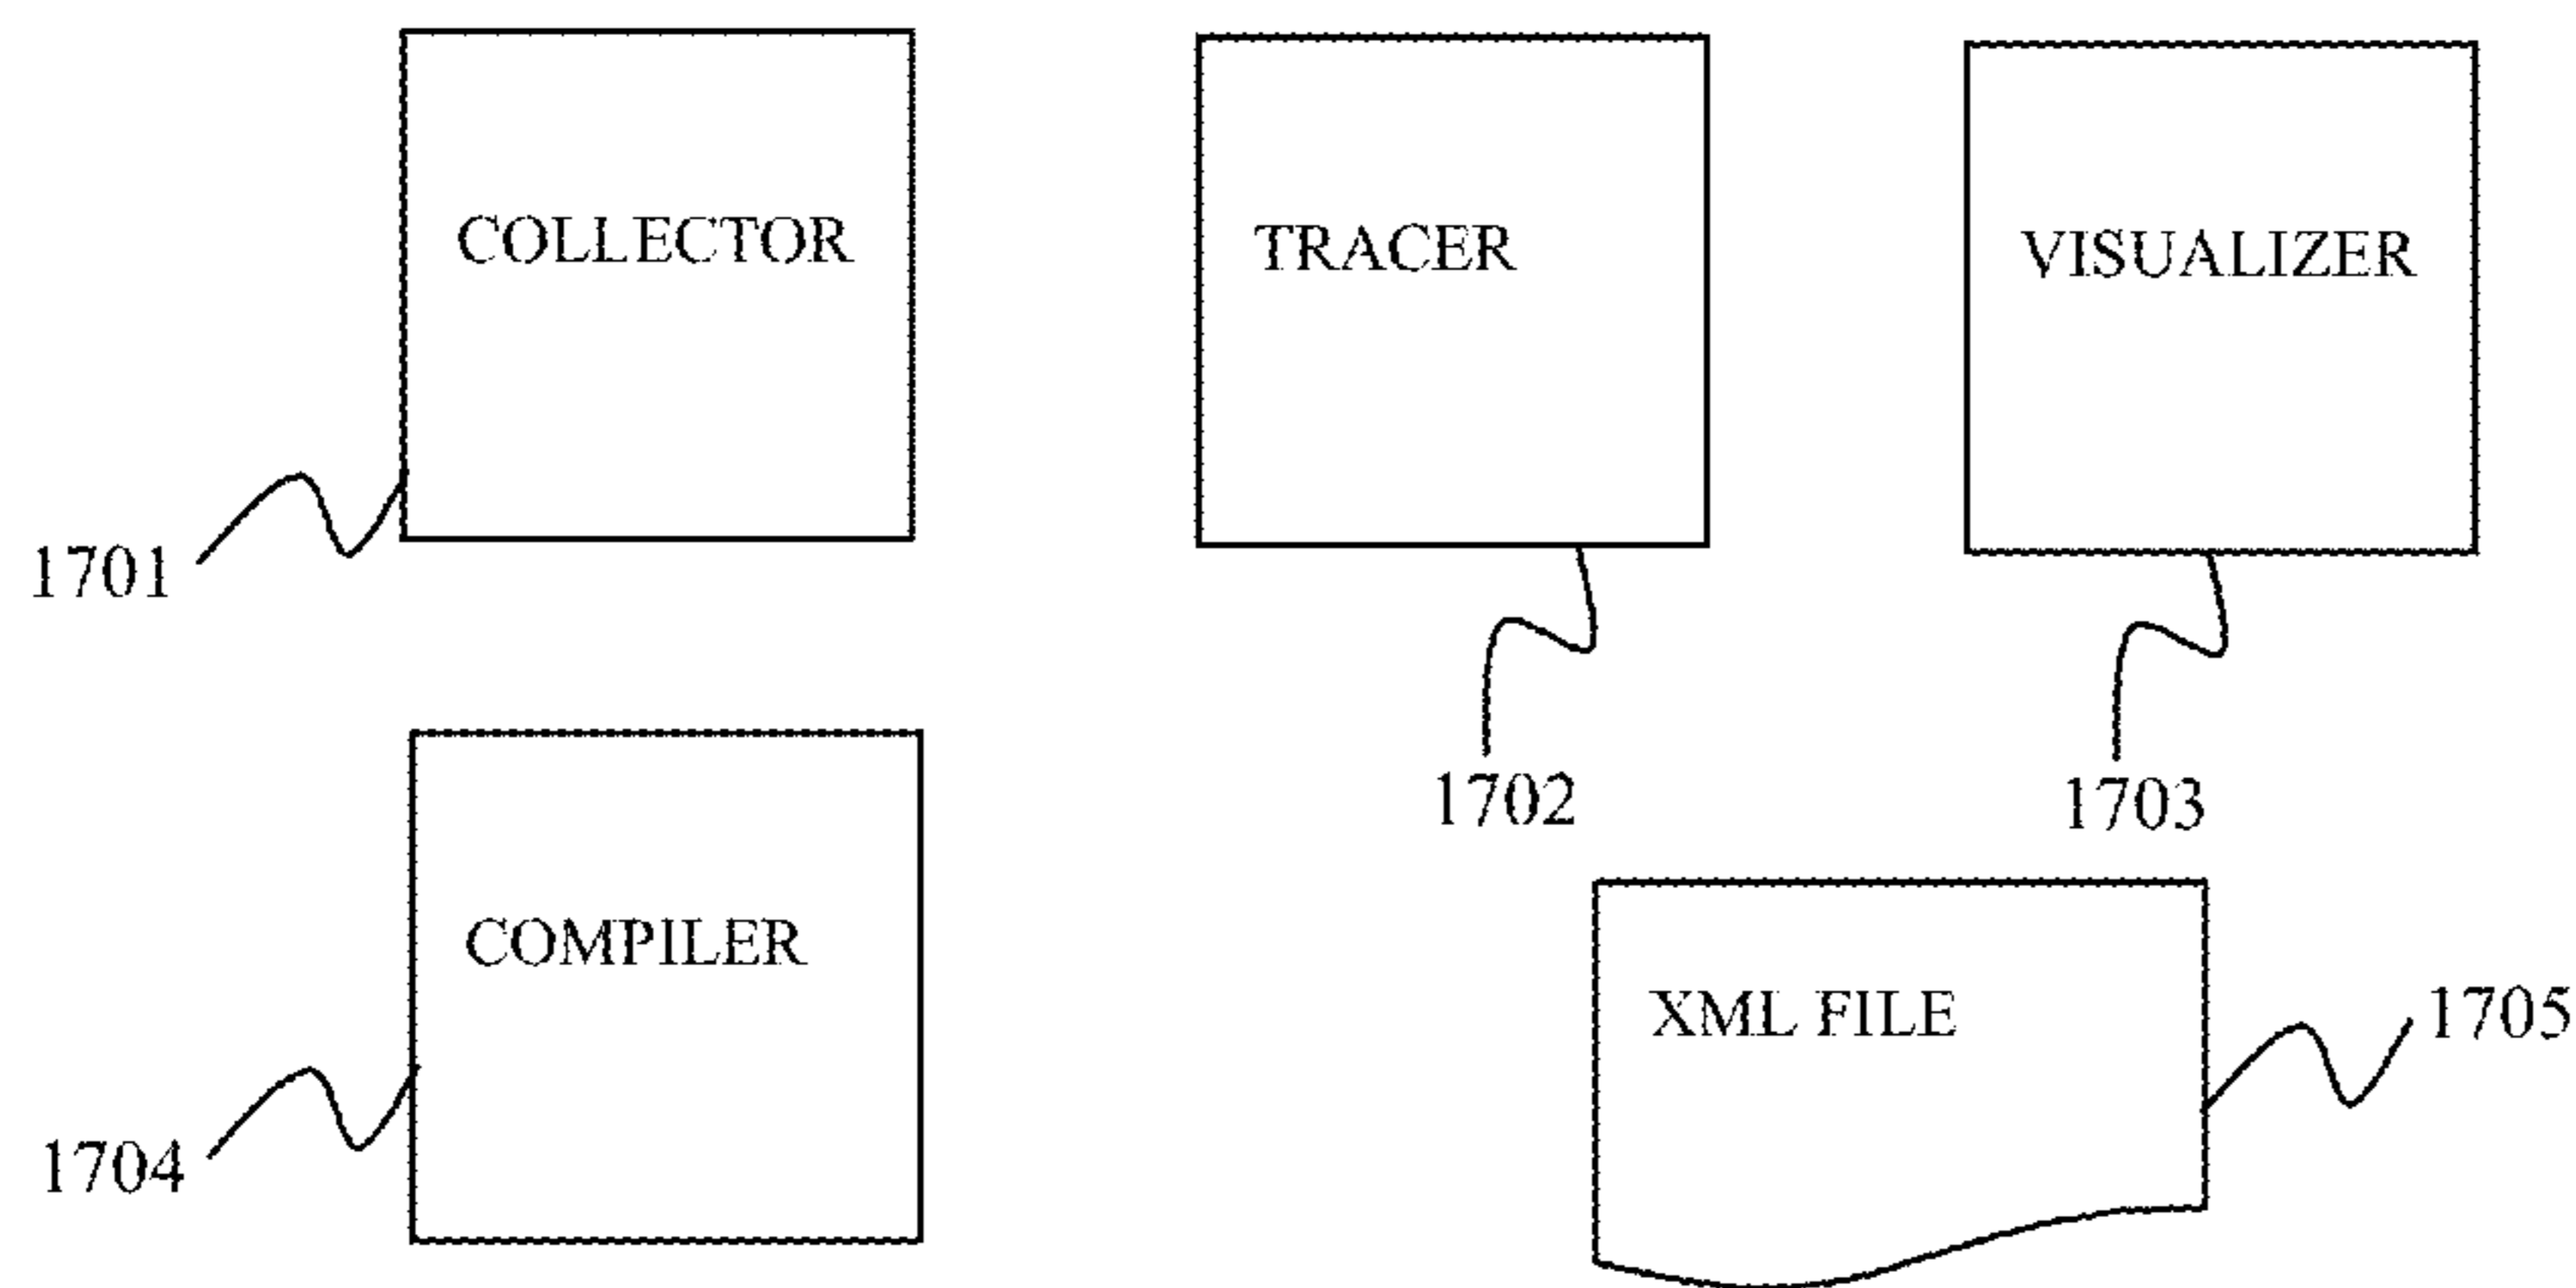 COLLECTOR
TRACER
VISUALIZER
1701
1702
1703
COMPILER
XML FILE
1705
1704